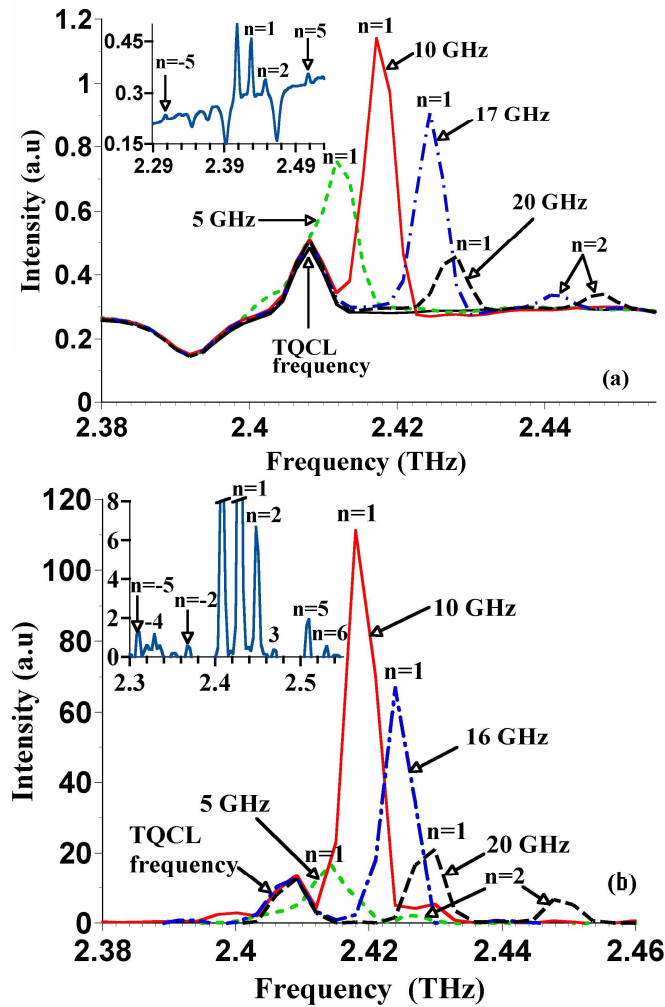 1.2
1
0.8
0.6
0.4
0.2
0
Intensity (a.u)
0.45
0.3
0.15
2.29
2.39
2.49
n=-5
n=1
n=2
n=5
n=1
10 GHz
n=1
17 GHz
n=1
5 GHz
20 GHz
n=1
n=2
TQCL
frequency
(a)
2.38
2.4
2.42
2.44
Frequency (THz)
120
100
80
60
40
20
0
Intensity (a.u)
8
6
4
2
0
2.3
2.4
2.5
n=-5
-4
n=-2
n=1
n=2
3
n=5
n=6
n=1
10 GHz
n=1
16 GHz
5 GHz
TQCL
frequency
n=1
n=1
20 GHz
n=2
(b)
2.38
2.4
2.42
2.44
2.46
Frequency (THz)